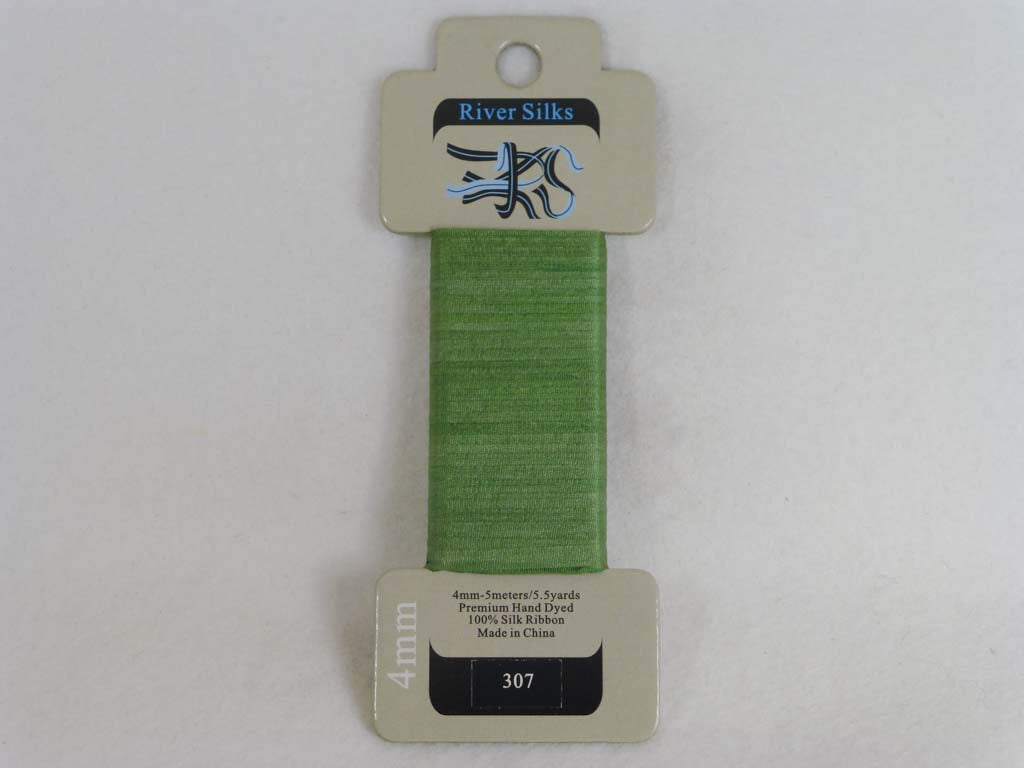 River Silks
4mm-5meters/5.5yards
Premium Hand Dyed
100% Silk Ribbon
Made in China
4mm
307